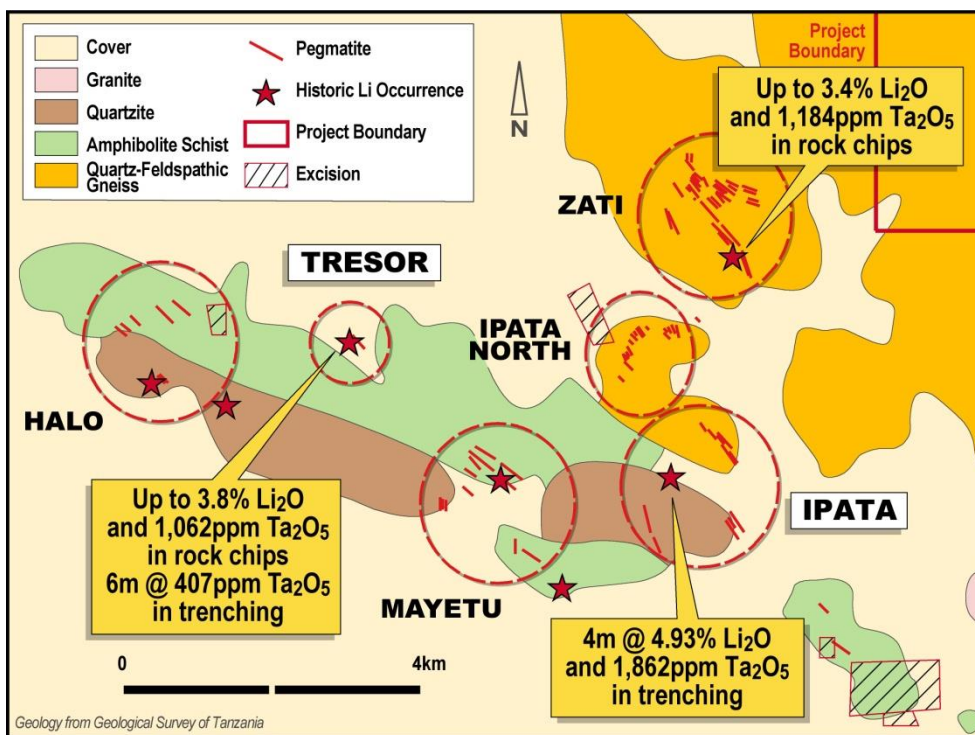 Cover
Granite
Quartzite
Amphibolite Schist
Quartz-Feldspathic
Gneiss
Pegmatite
Historic Li Occurrence
Project Boundary
Excision
N
Project
Boundary
Up to 3.4% Li₂O
and 1,184ppm Ta₂O₅
in rock chips
ZATI
TRESOR
IPATA
NORTH
HALO
Up to 3.8% Li₂O
and 1,062ppm Ta₂O₅
in rock chips
6m @ 407ppm Ta₂O₅
in trenching
IPATA
MAYETU
4m @ 4.93% Li₂O
and 1,862ppm Ta₂O₅
in trenching
0 4km
Geology from Geological Survey of Tanzania